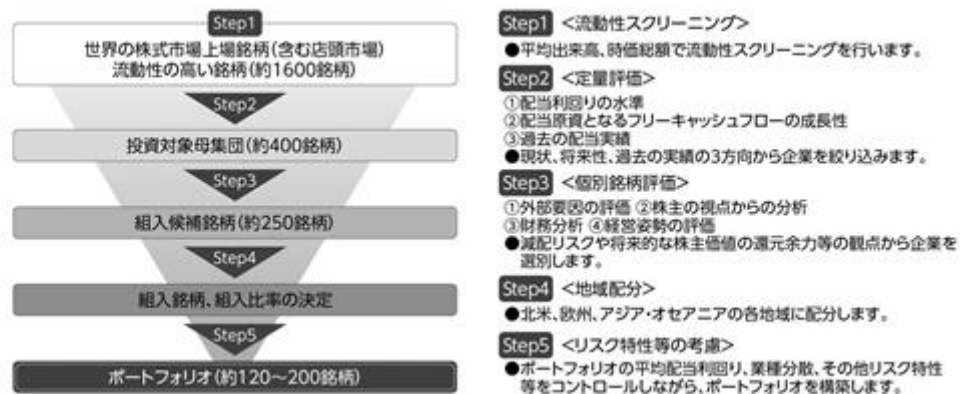 Step1
世界の株式市場上場銘柄(含む店頭市場)
流動性の高い銘柄(約1600銘柄)
Step2
投資対象母集団(約400銘柄)
Step3
組入候補銘柄(約250銘柄)
Step4
組入銘柄、組入比率の決定
Step5
ポートフォリオ(約120～200銘柄)
Step1 <流動性スクリーニング>
●平均出来高、時価総額で流動性スクリーニングを行います。
Step2 <定量評価>
①配当利回りの水準
②配当原資となるフリーキャッシュフローの成長性
③過去の配当実績
●現状、将来性、過去の実績の3方向から企業を絞り込みます。
Step3 <個別銘柄評価>
①外部要因の評価 ②株主の視点からの分析
③財務分析 ④経営姿勢の評価
●減配リスクや将来的な株主価値の還元余力等の観点から企業を
選別します。
Step4 <地域配分>
●北米、欧州、アジア・オセアニアの各地域に配分します。
Step5 <リスク特性等の考慮>
●ポートフォリオの平均配当利回り、業種分散、その他リスク特性
等をコントロールしながら、ポートフォリオを構築します。